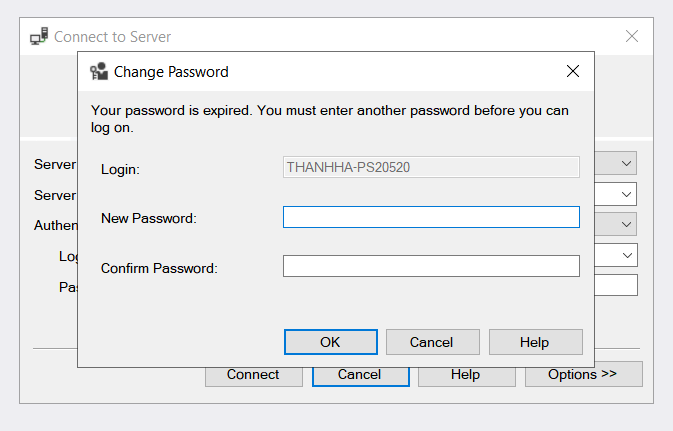 Connect to Server
Change Password
Your password is expired. You must enter another password before you can
log on.
Login: THANHHA-PS20520
New Password:
Confirm Password:
OK Cancel Help
Server
Server
Authen
Log
Pas
Connect Cancel Help Options >>